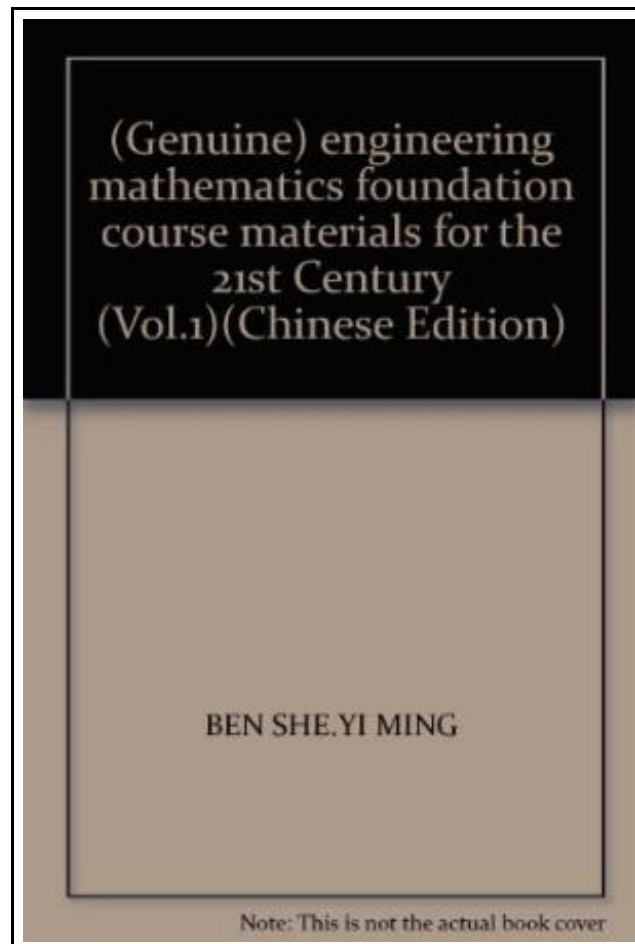 (Genuine) engineering
mathematics foundation
course materials for the
21st Century
(Vol.1)(Chinese Edition)
BEN SHE.YI MING
Note: This is not the actual book cover